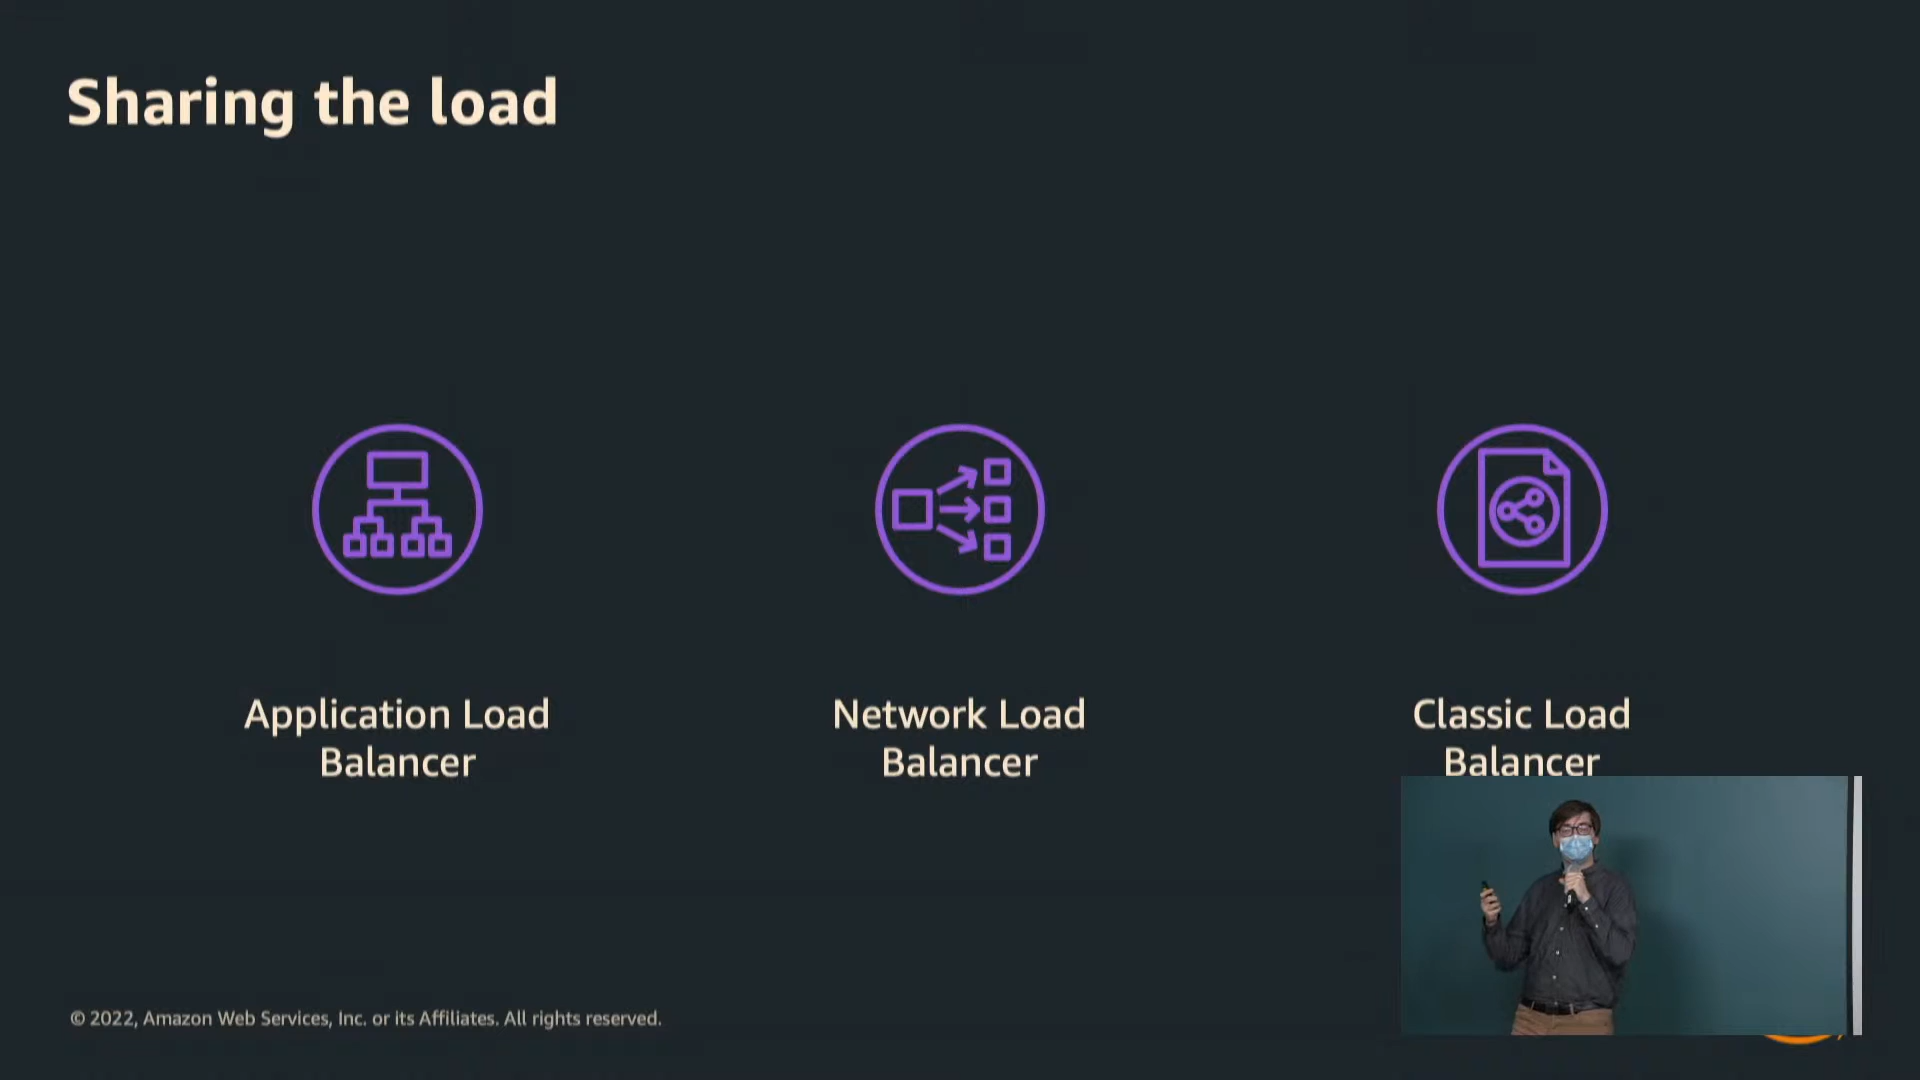 Sharing the load
Application Load
Balancer
Network Load
Balancer
Classic Load
Balancer
© 2022, Amazon Web Services, Inc. or its Affiliates. All rights reserved.